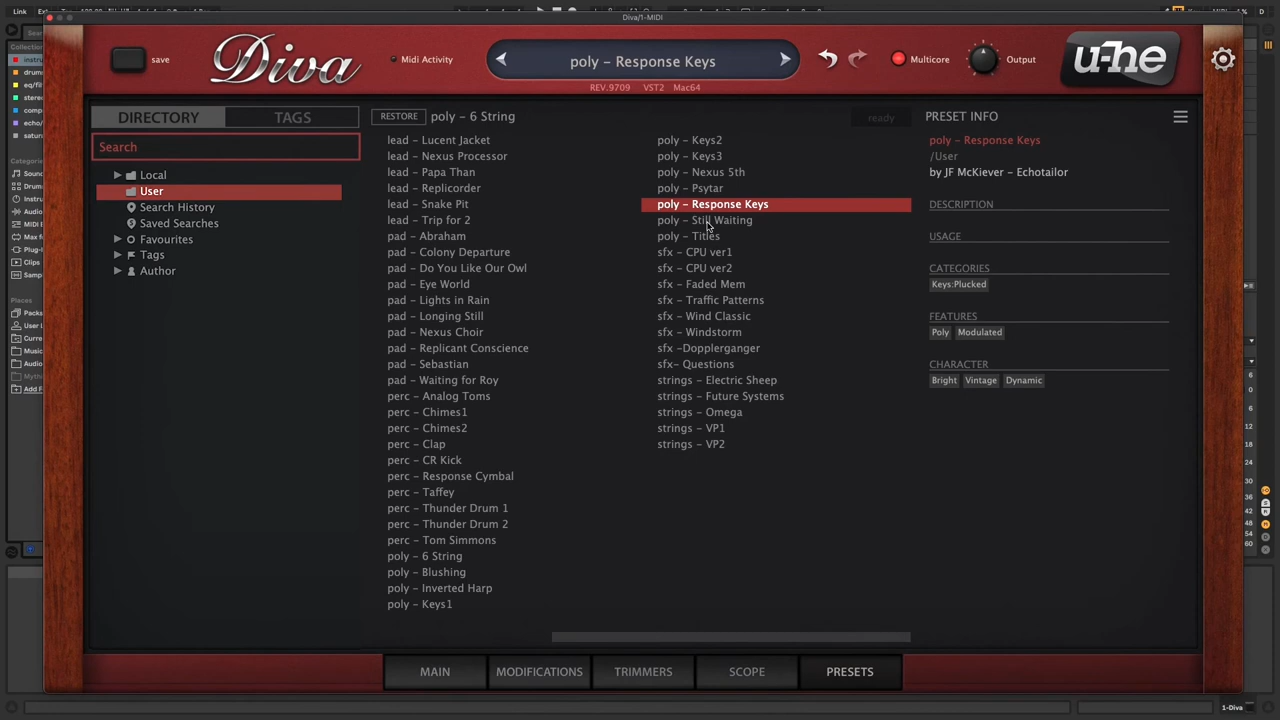 Link
Diva/1-MIDI
save
Diva
Midi Activity
poly – Response Keys
Multicore
Output
u-he
REV.9709 VST2 Mac64
DIRECTORY
TAGS
RESTORE
poly – 6 String
ready
PRESET INFO
Search
Local
User
Search History
Saved Searches
Favourites
Tags
Author
lead – Lucent Jacket
lead – Nexus Processor
lead – Papa Than
lead – Replicorder
lead – Snake Pit
lead – Trip for 2
pad – Abraham
pad – Colony Departure
pad – Do You Like Our Owl
pad – Eye World
pad – Lights in Rain
pad – Longing Still
pad – Nexus Choir
pad – Replicant Conscience
pad – Sebastian
pad – Waiting for Roy
perc – Analog Toms
perc – Chimes1
perc – Chimes2
perc – Clap
perc – CR Kick
perc – Response Cymbal
perc – Taffey
perc – Thunder Drum 1
perc – Thunder Drum 2
perc – Tom Simmons
poly – 6 String
poly – Blushing
poly – Inverted Harp
poly – Keys1
poly – Keys2
poly – Keys3
poly – Nexus 5th
poly – Psytar
poly – Response Keys
poly – Still Waiting
poly – Titles
sfx – CPU ver1
sfx – CPU ver2
sfx – Faded Mem
sfx – Traffic Patterns
sfx – Wind Classic
sfx – Windstorm
sfx –Dopplerganger
sfx– Questions
strings – Electric Sheep
strings – Future Systems
strings – Omega
strings – VP1
strings – VP2
poly – Response Keys
/User
by JF McKiever – Echotailor
DESCRIPTION
USAGE
CATEGORIES
Keys:Plucked
FEATURES
Poly Modulated
CHARACTER
Bright Vintage Dynamic
MAIN
MODIFICATIONS
TRIMMERS
SCOPE
PRESETS
1-Diva